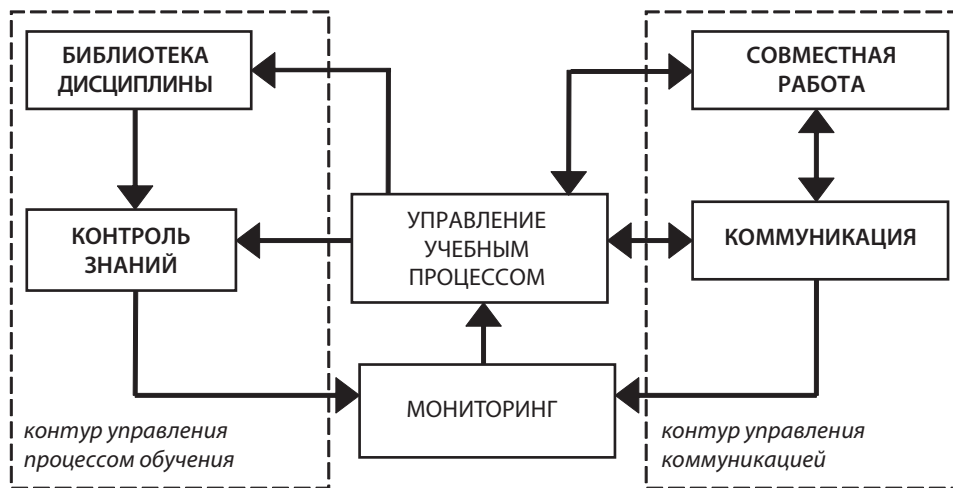 БИБЛИОТЕКА
ДИСЦИПЛИНЫ
СОВМЕСТНАЯ
РАБОТА
КОНТРОЛЬ
ЗНАНИЙ
УПРАВЛЕНИЕ
УЧЕБНЫМ
ПРОЦЕССОМ
КОММУНИКАЦИЯ
МОНИТОРИНГ
контур управления
процессом обучения
контур управления
коммуникацией